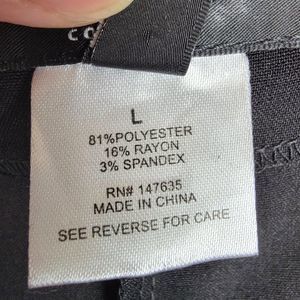 L
81%POLYESTER
16% RAYON
3% SPANDEX
RN# 147635
MADE IN CHINA
SEE REVERSE FOR CARE